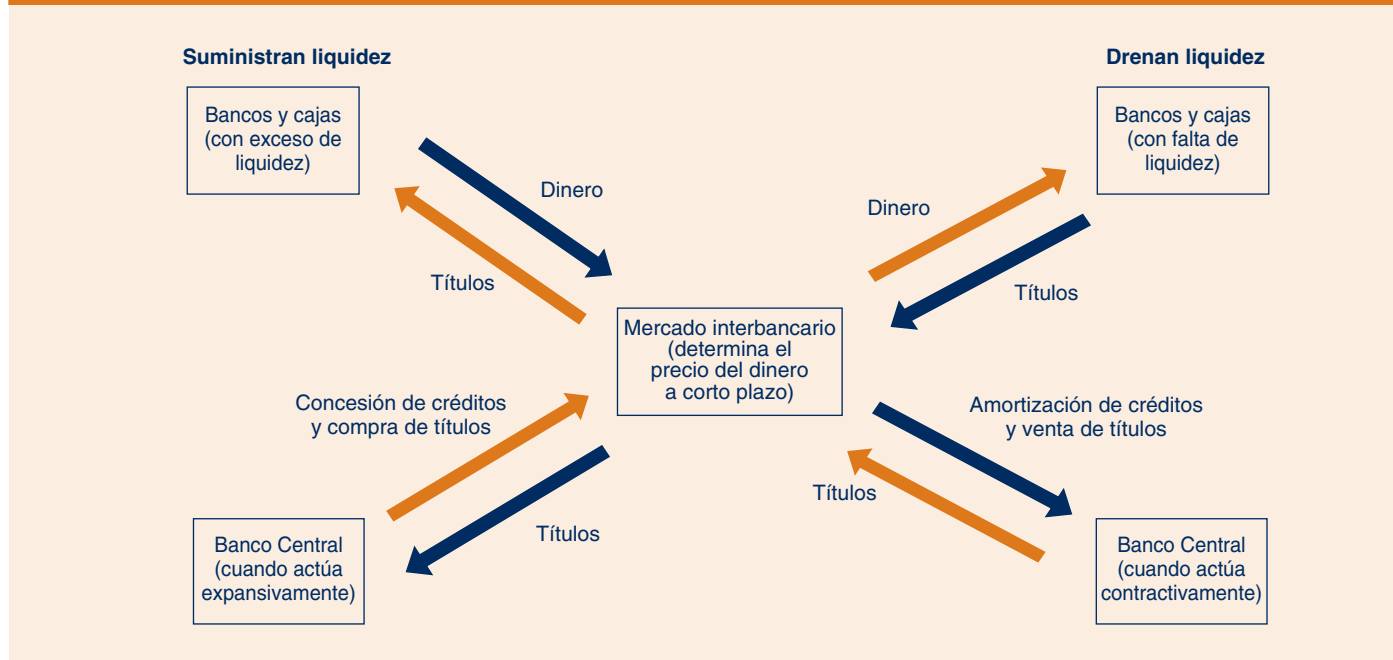 Suministran liquidez
Drenan liquidez
Bancos y cajas
(con exceso de
liquidez)
Bancos y cajas
(con falta de
liquidez)
Dinero
Títulos
Dinero
Títulos
Mercado interbancario
(determina el
precio del dinero
a corto plazo)
Concesión de créditos
y compra de títulos
Títulos
Amortización de créditos
y venta de títulos
Títulos
Banco Central
(cuando actúa
expansivamente)
Banco Central
(cuando actúa
contractivamente)